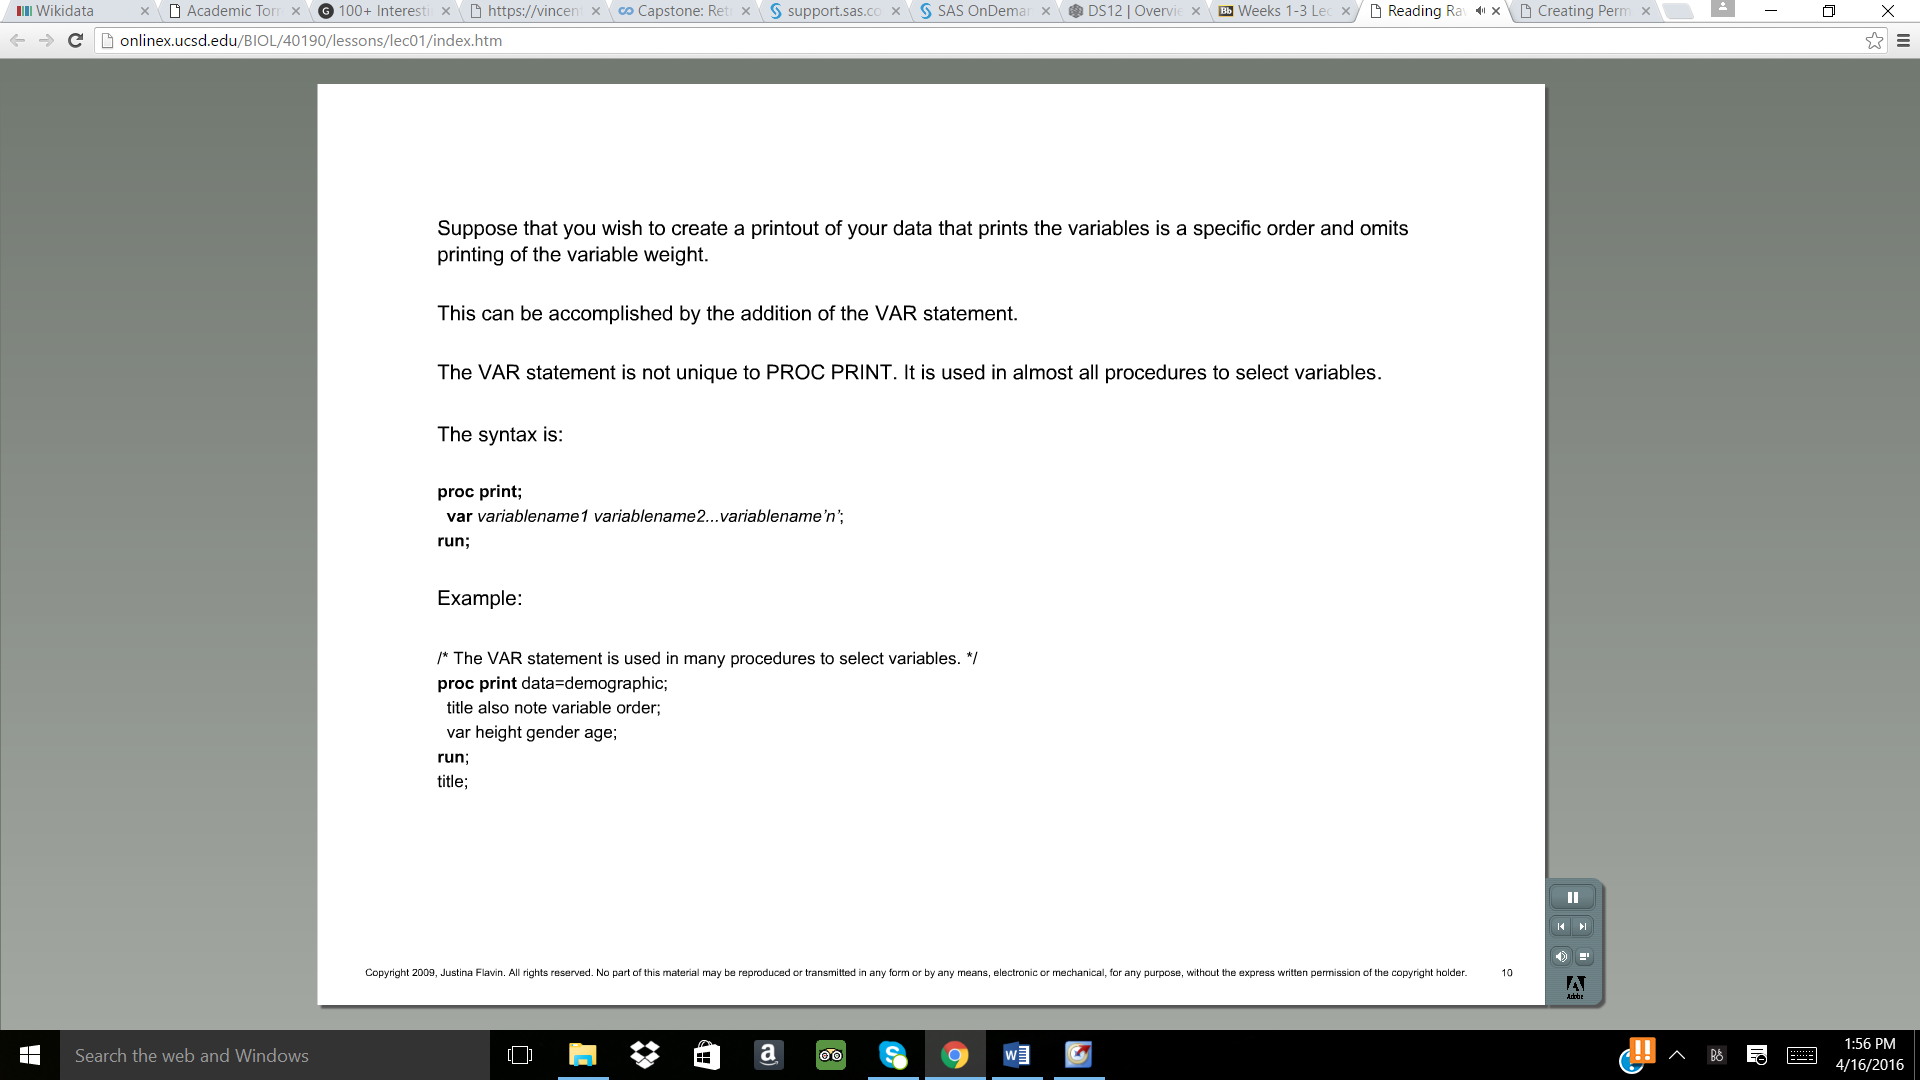 Wikidata
Academic Torr
100+ Interesti
https://vincen
Capstone: Ret
support.sas.co
SAS OnDeman
DS12 | Overvie
Bb Weeks 1-3 Lec
Reading Ra
Creating Perm
onlinex.ucsd.edu/BIOL/40190/lessons/lec01/index.htm
Suppose that you wish to create a printout of your data that prints the variables is a specific order and omits
printing of the variable weight.
This can be accomplished by the addition of the VAR statement.
The VAR statement is not unique to PROC PRINT. It is used in almost all procedures to select variables.
The syntax is:
proc print;
var variablename1 variablename2...variablename’n’;
run;
Example:
/* The VAR statement is used in many procedures to select variables. */
proc print data=demographic;
title also note variable order;
var height gender age;
run;
title;
Copyright 2009, Justina Flavin. All rights reserved. No part of this material may be reproduced or transmitted in any form or by any means, electronic or mechanical, for any purpose, without the express written permission of the copyright holder.
10
Adobe
Search the web and Windows
1:56 PM
4/16/2016